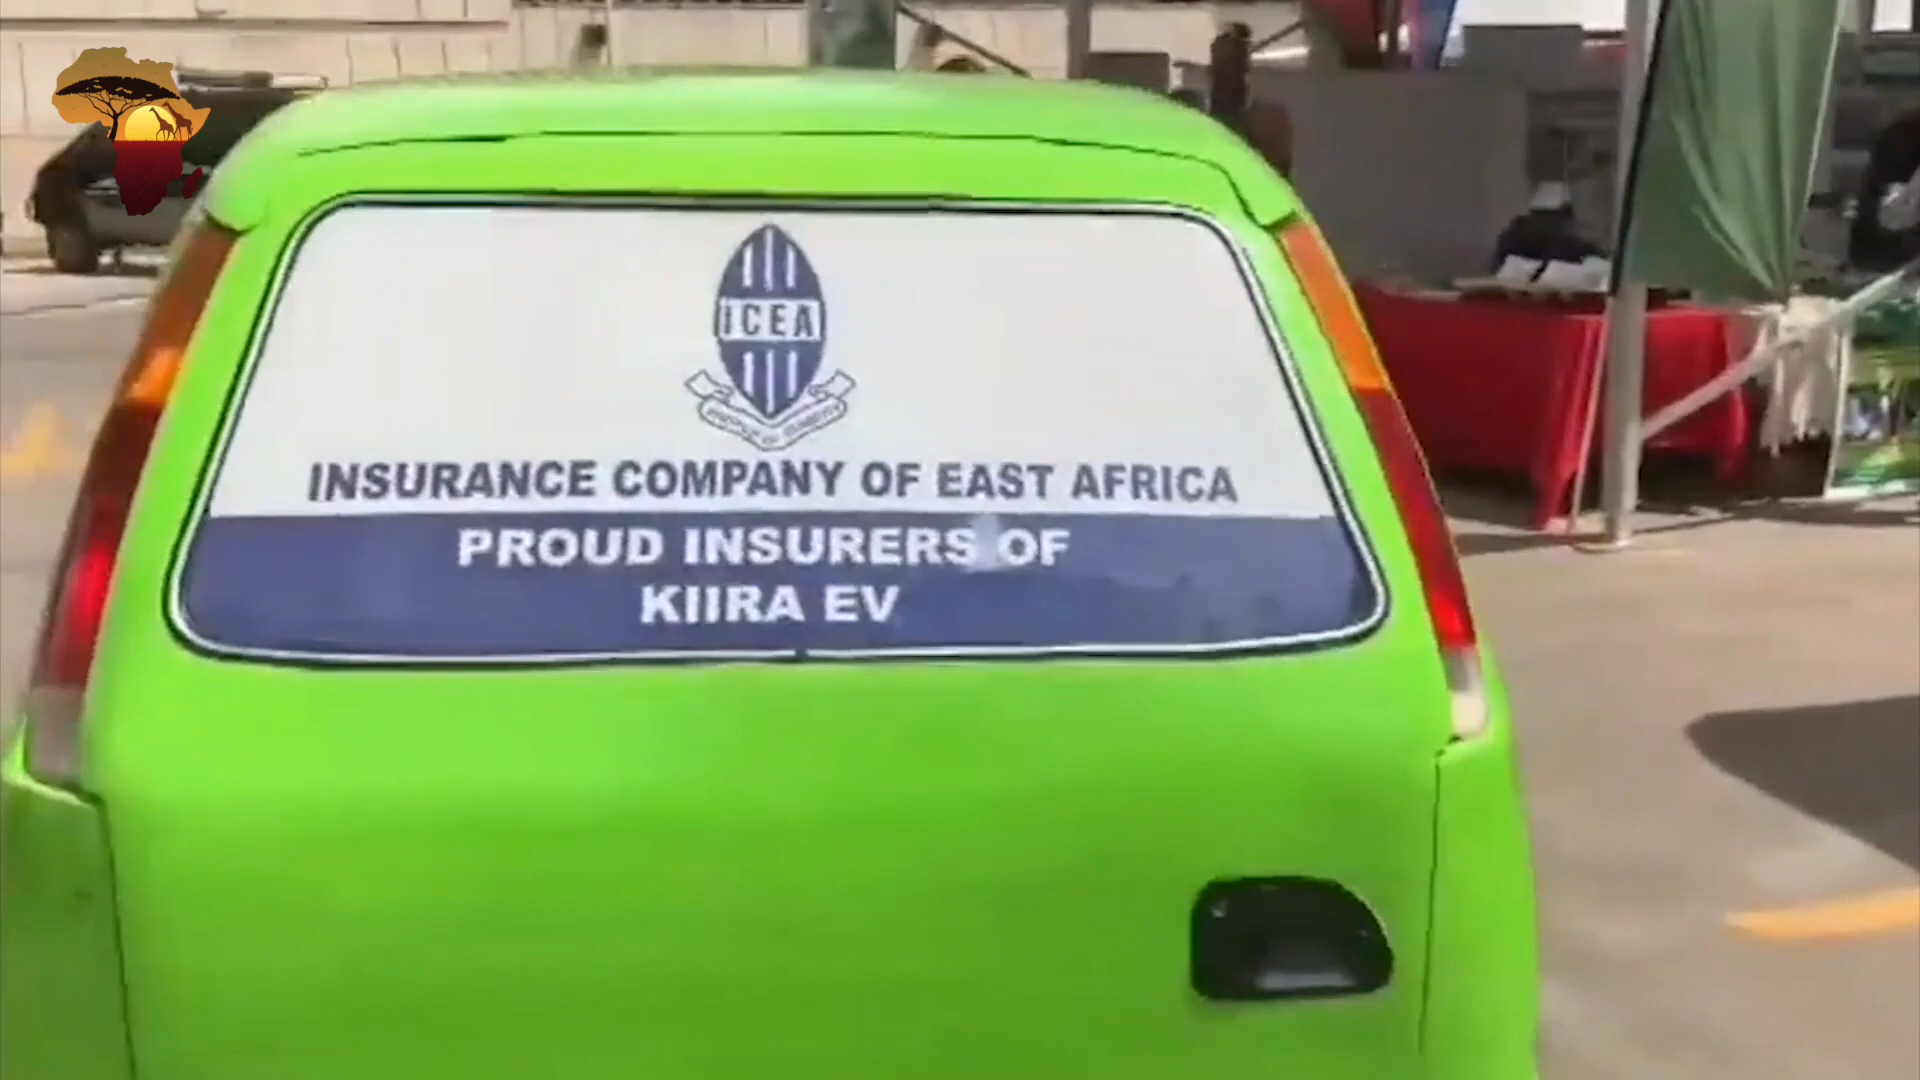 ICEA
INSURANCE COMPANY OF EAST AFRICA
PROUD INSURERS OF
KIIRA EV